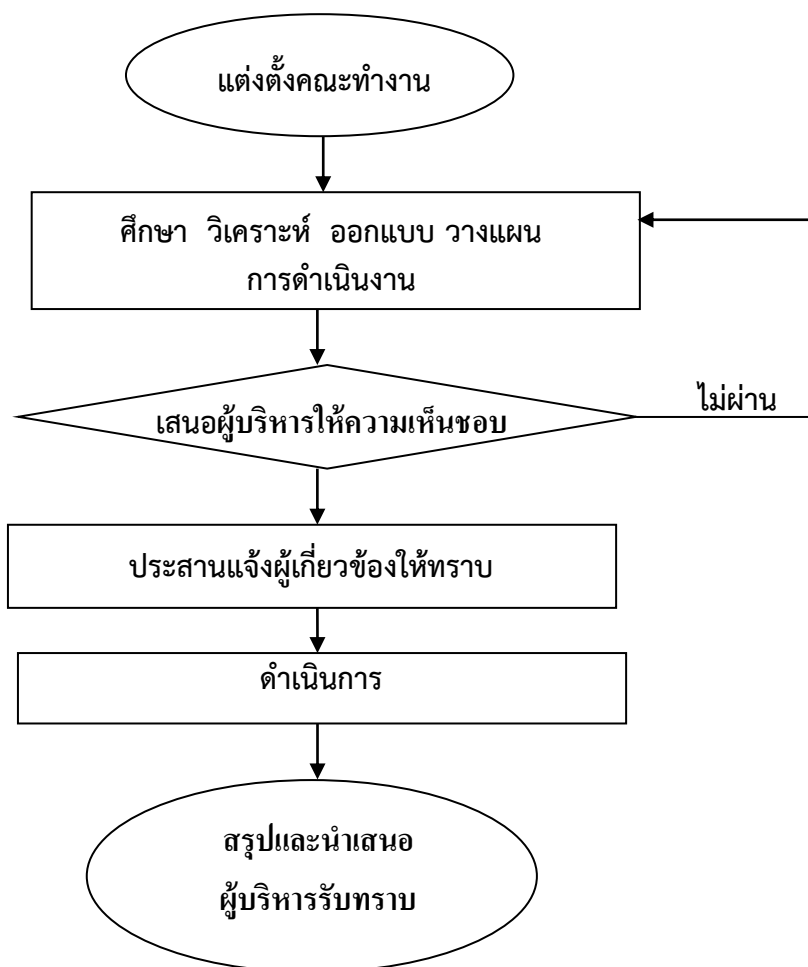 แต่งตั้งคณะทำงาน
ศึกษา วิเคราะห์ ออกแบบ วางแผน
การดำเนินงาน
เสนอผู้บริหารให้ความเห็นชอบ
ไม่ผ่าน
ประสานแจ้งผู้เกี่ยวข้องให้ทราบ
ดำเนินการ
สรุปและนำเสนอ
ผู้บริหารรับทราบ